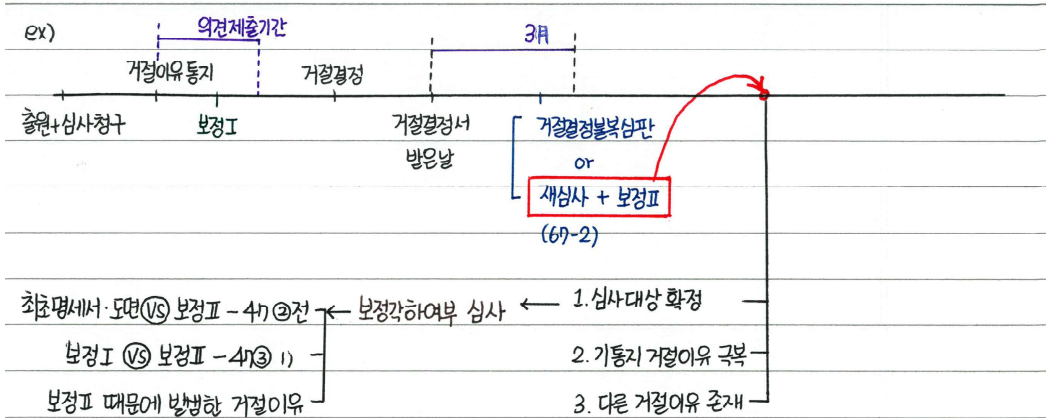 ex)
의견제출기간
3月
거절이유통지
거절결정
출원+심사청구
보정Ⅰ
거절결정서
받은날
거절결정불복심판
or
재심사 + 보정Ⅱ
(67-2)
최초명세서·도면 VS 보정Ⅱ - 47②전
보정각하여부 심사
1. 심사대상 확정
보정Ⅰ VS 보정Ⅱ - 47③ 1)
2. 기통지 거절이유 극복
보정Ⅱ 때문에 발생한 거절이유
3. 다른 거절이유 존재